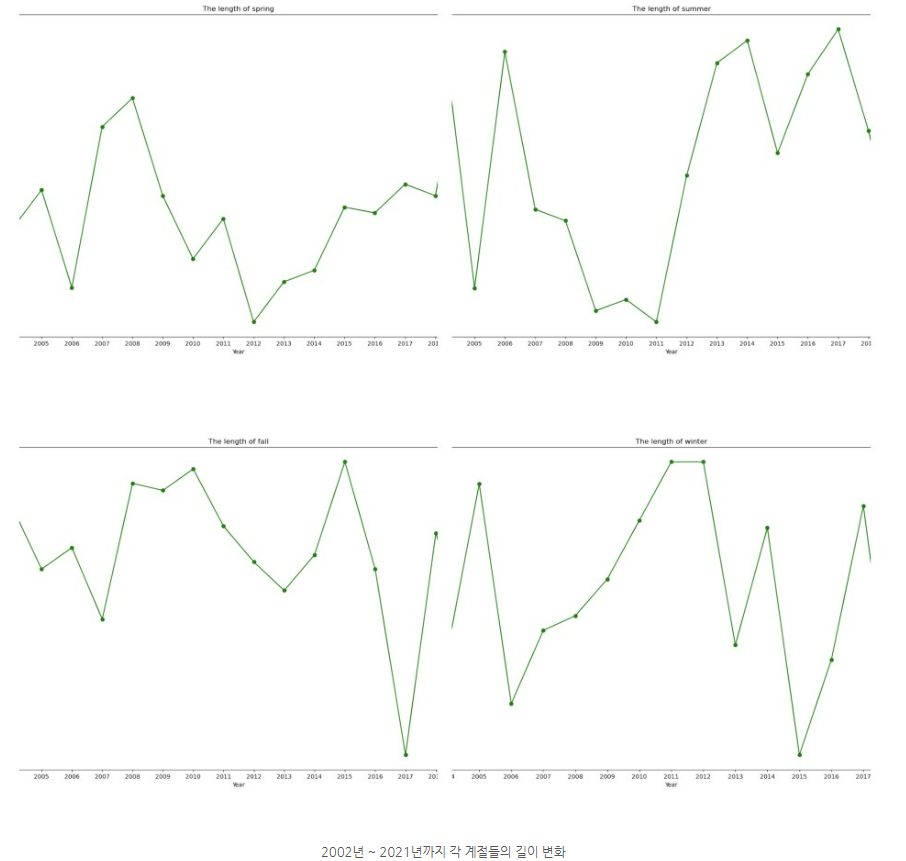 The length of spring
The length of summer
2005 2006 2007 2008 2009 2010 2011 2012 2013 2014 2015 2016 2017 201
Year
2005 2006 2007 2008 2009 2010 2011 2012 2013 2014 2015 2016 2017 201
Year
The length of fall
The length of winter
2005 2006 2007 2008 2009 2010 2011 2012 2013 2014 2015 2016 2017 20
Year
4 2005 2006 2007 2008 2009 2010 2011 2012 2013 2014 2015 2016 2017
Year
2002년 ~ 2021년까지 각 계절들의 길이 변화